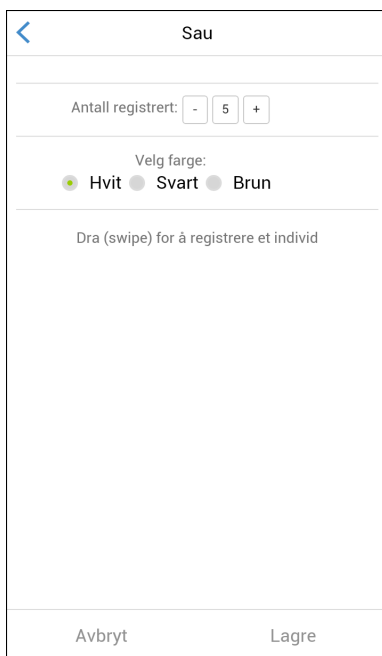 Sau
Antall registrert: - 5 +
Velg farge:
Hvit Svart Brun
Dra (swipe) for å registrere et individ
Avbryt Lagre